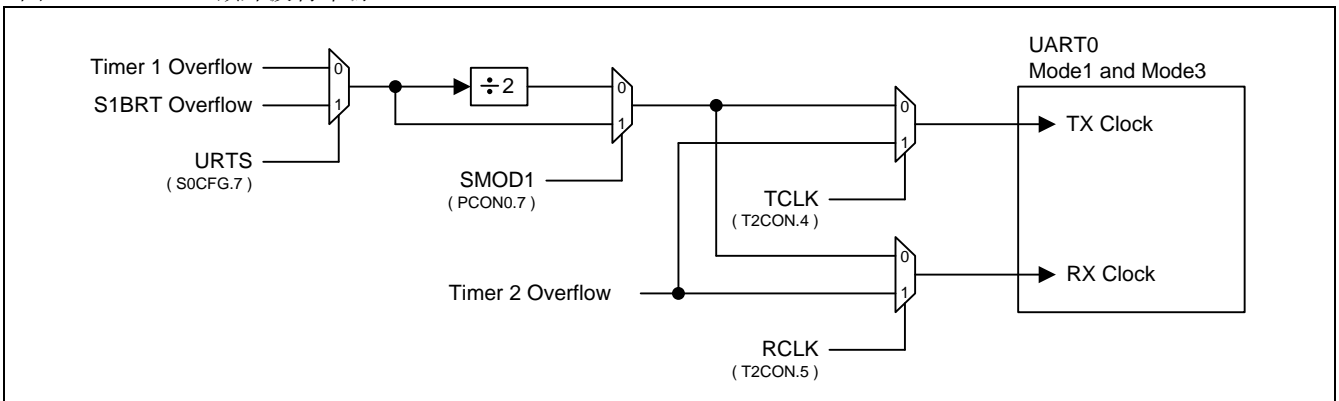 Timer 1 Overflow
S1BRT Overflow
0
1
URTS
( S0CFG.7 )
÷2
0
1
SMOD1
( PCON0.7 )
Timer 2 Overflow
0
1
TCLK
( T2CON.4 )
0
1
RCLK
( T2CON.5 )
UART0
Mode1 and Mode3
TX Clock
RX Clock